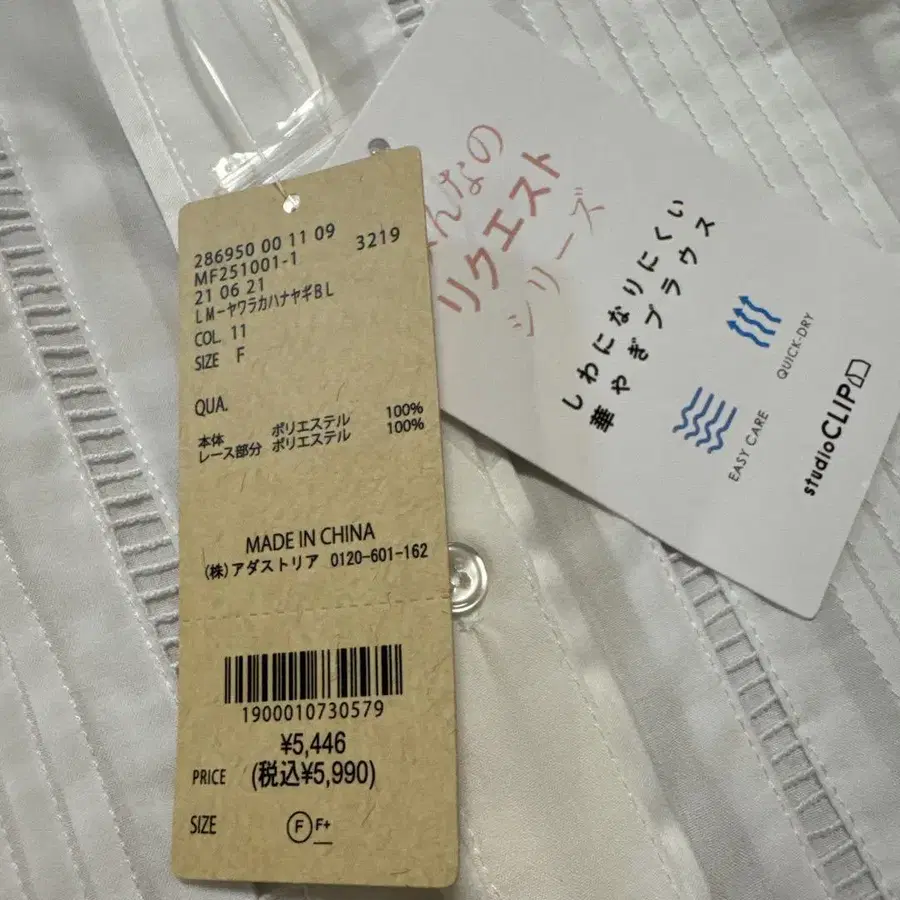 286950 00 11 09
3219
MF251001-1
21 06 21
LM-ヤワラカハナヤギBL
COL. 11
SIZE F
QUA.
本体 ポリエステル 100%
レース部分 ポリエステル 100%
MADE IN CHINA
(株)アダストリア 0120-601-162
1900010730579
¥5,446
PRICE (税込¥5,990)
SIZE F F+
んなの
リクエスト
シリーズ
しわになりにくい
華やぎブラウス
QUICK-DRY
EASY CARE
studioCLIP